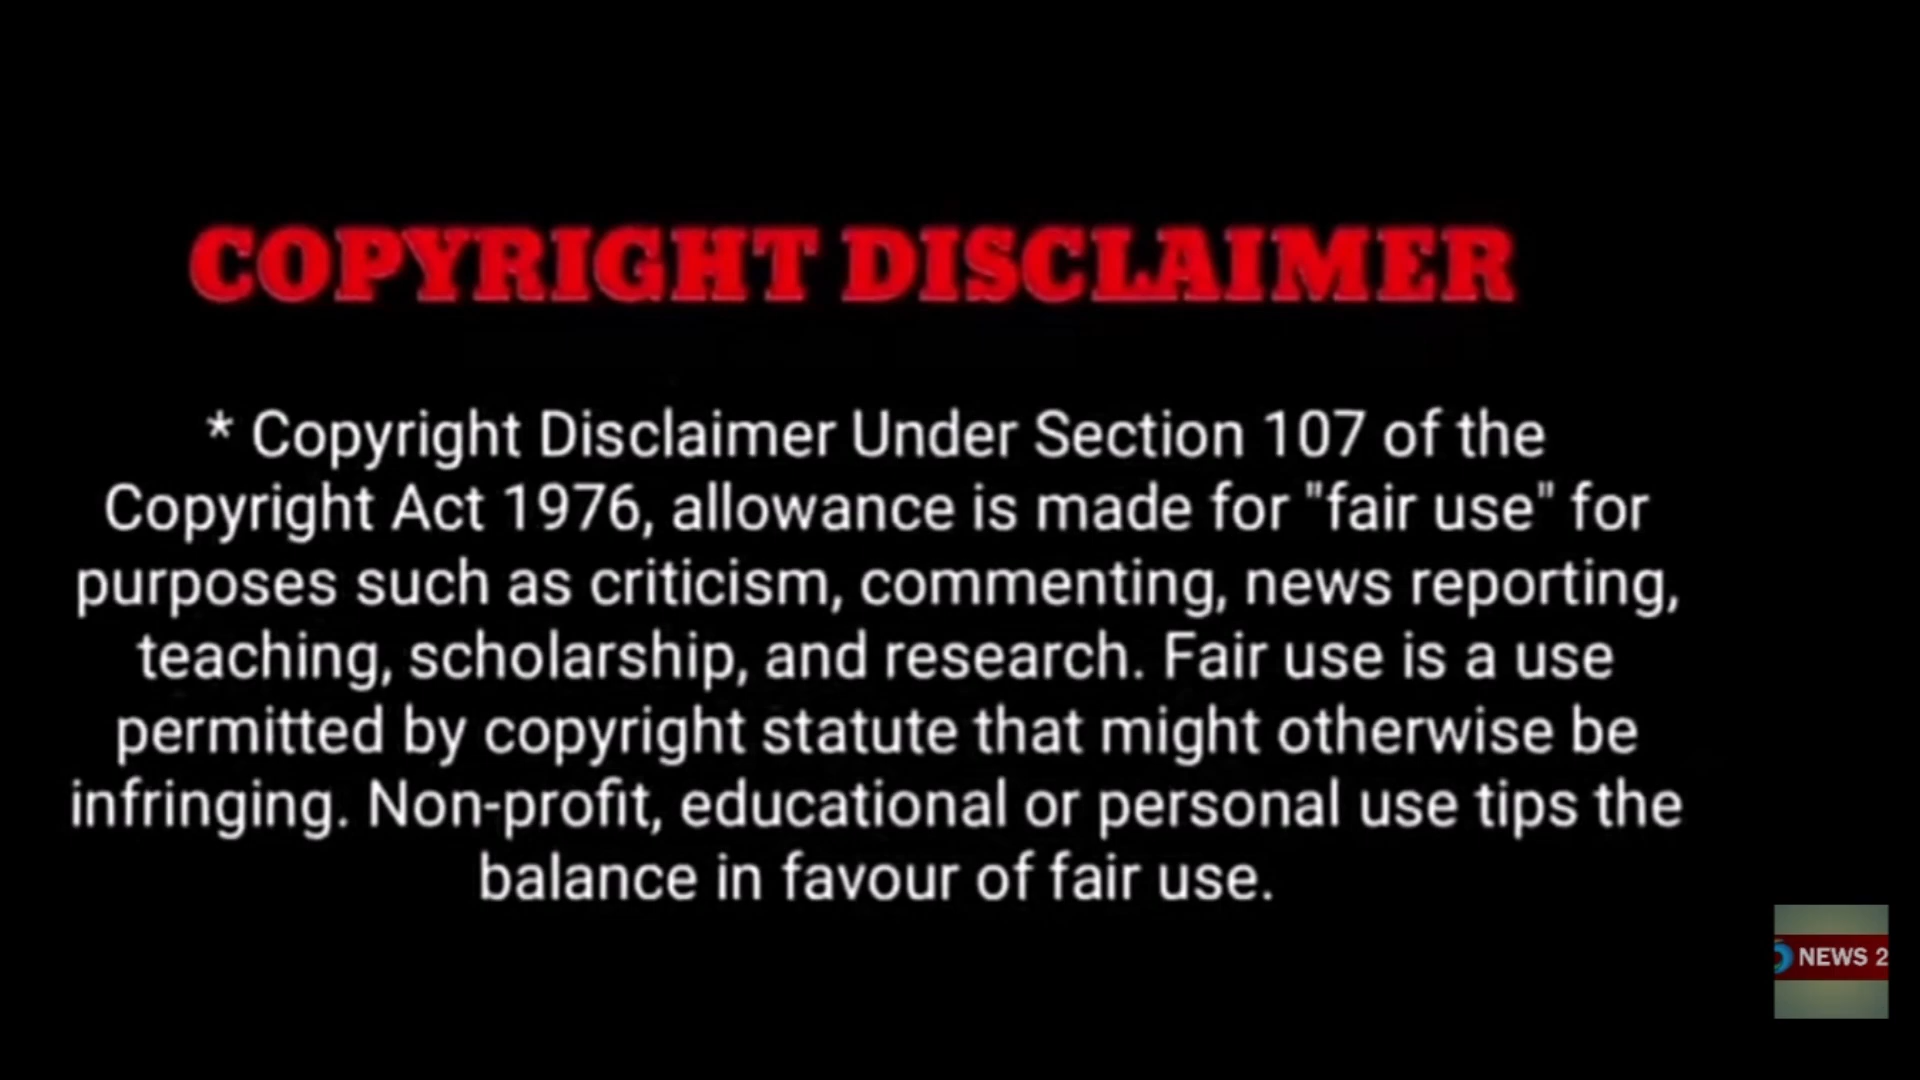 COPYRIGHT DISCLAIMER
* Copyright Disclaimer Under Section 107 of the
Copyright Act 1976, allowance is made for "fair use" for
purposes such as criticism, commenting, news reporting,
teaching, scholarship, and research. Fair use is a use
permitted by copyright statute that might otherwise be
infringing. Non-profit, educational or personal use tips the
balance in favour of fair use.
5 NEWS 2